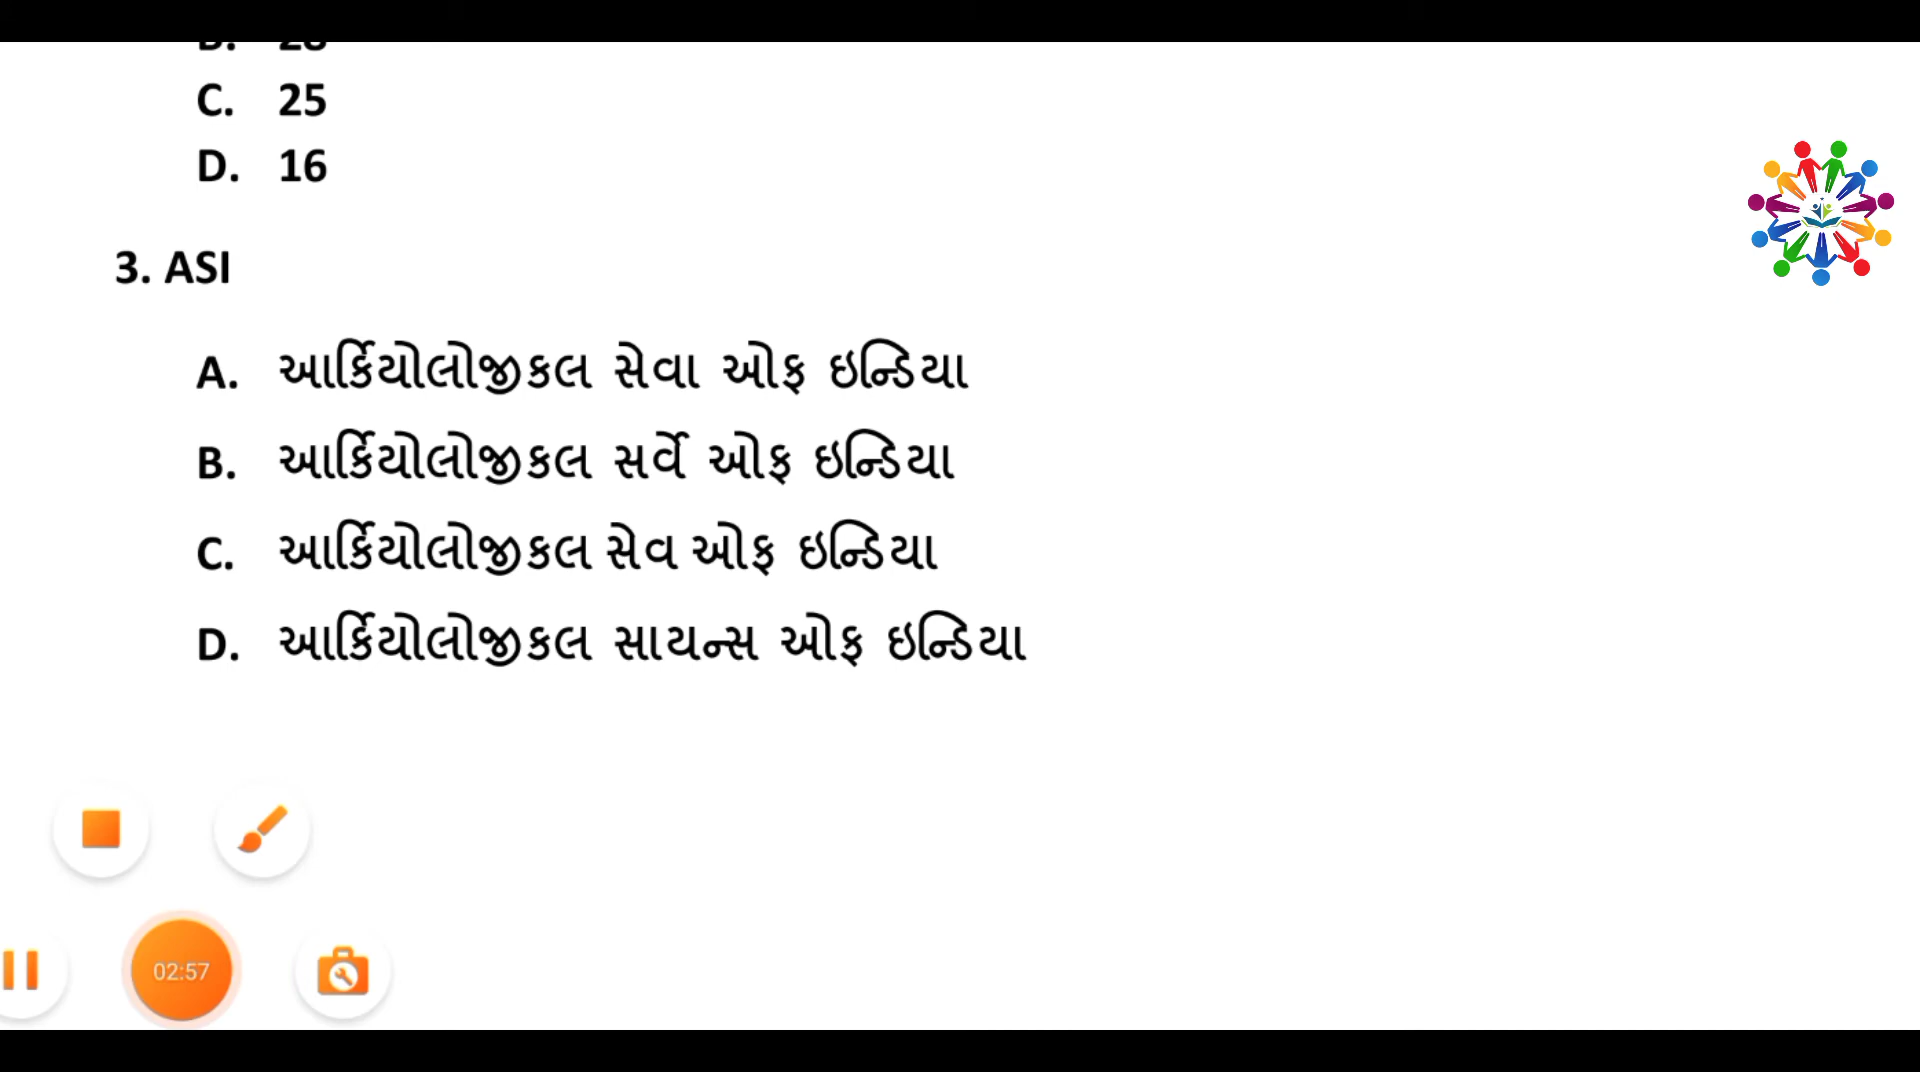 C. 25
D. 16
3. ASI
A. આર્કિયોલોજીકલ સેવા ઓફ ઇન્ડિયા
B. આર્કિયોલોજીકલ સર્વે ઓફ ઇન્ડિયા
C. આર્કિયોલોજીકલ સેવ ઓફ ઇન્ડિયા
D. આર્કિયોલોજીકલ સાયન્સ ઓફ ઇન્ડિયા
02:57